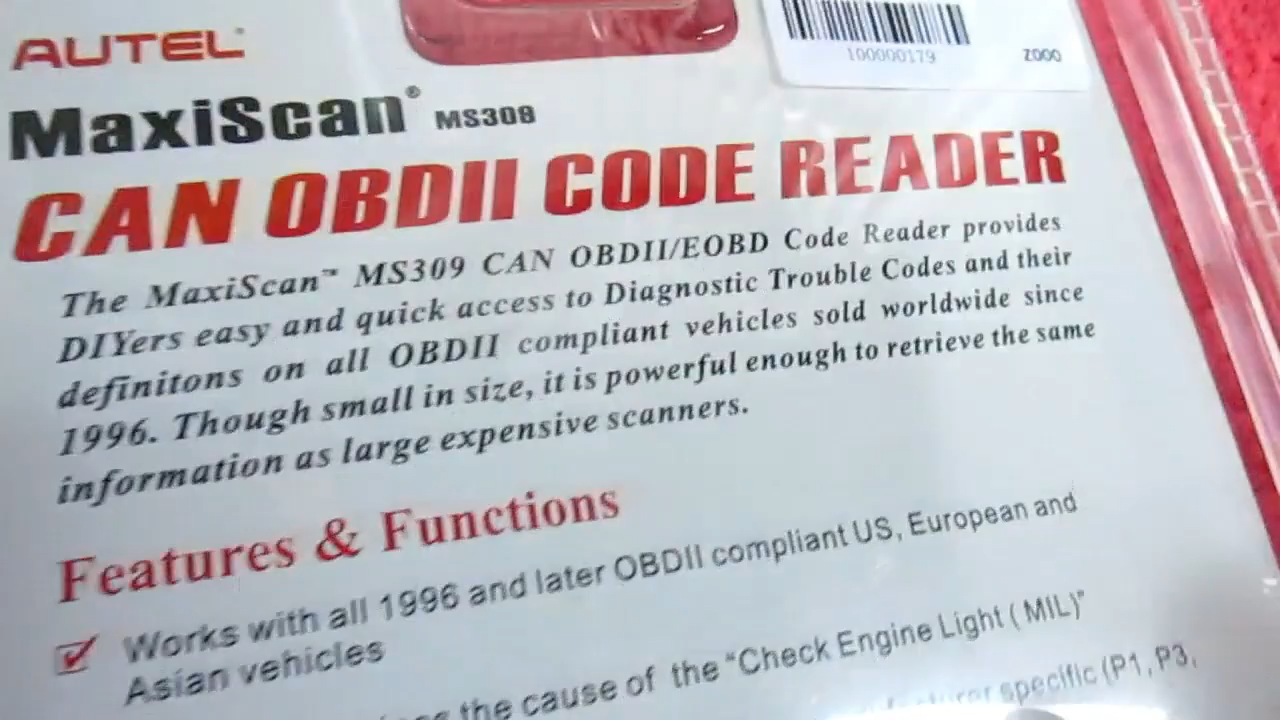 AUTEL
100000179 Z000
MaxiScan® MS309
CAN OBDII CODE READER
The MaxiScan™ MS309 CAN OBDII/EOBD Code Reader provides
DIYers easy and quick access to Diagnostic Trouble Codes and their
definitons on all OBDII compliant vehicles sold worldwide since
1996. Though small in size, it is powerful enough to retrieve the same
information as large expensive scanners.
Features & Functions
Works with all 1996 and later OBDII compliant US, European and
Asian vehicles
the cause of the “Check Engine Light ( MIL)”
specific (P1, P3,